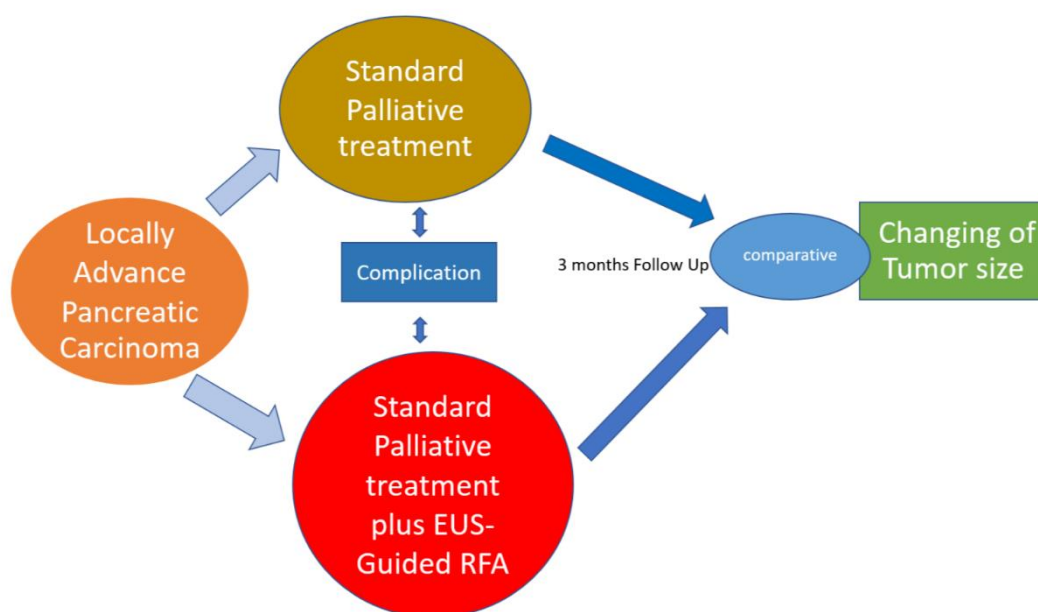 Standard
Palliative
treatment
Locally
Advance
Pancreatic
Carcinoma
Complication
3 months Follow Up
comparative
Changing of
Tumor size
Standard
Palliative
treatment
plus EUS-
Guided RFA